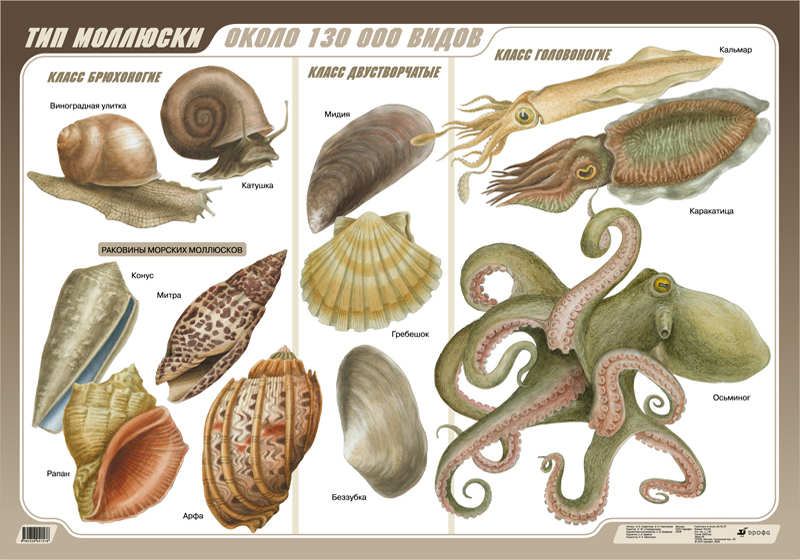 ТИП МОЛЛЮСКИ
ОКОЛО 130 000 ВИДОВ
КЛАСС БРЮХОНОГИЕ
Виноградная улитка
Катушка
РАКОВИНЫ МОРСКИХ МОЛЛЮСКОВ
Конус
Митра
Рапан
Арфа
КЛАСС ДВУСТВОРЧАТЫЕ
Мидия
Гребешок
Беззубка
КЛАСС ГОЛОВОНОГИЕ
Кальмар
Каракатица
Осьминог
дрофа